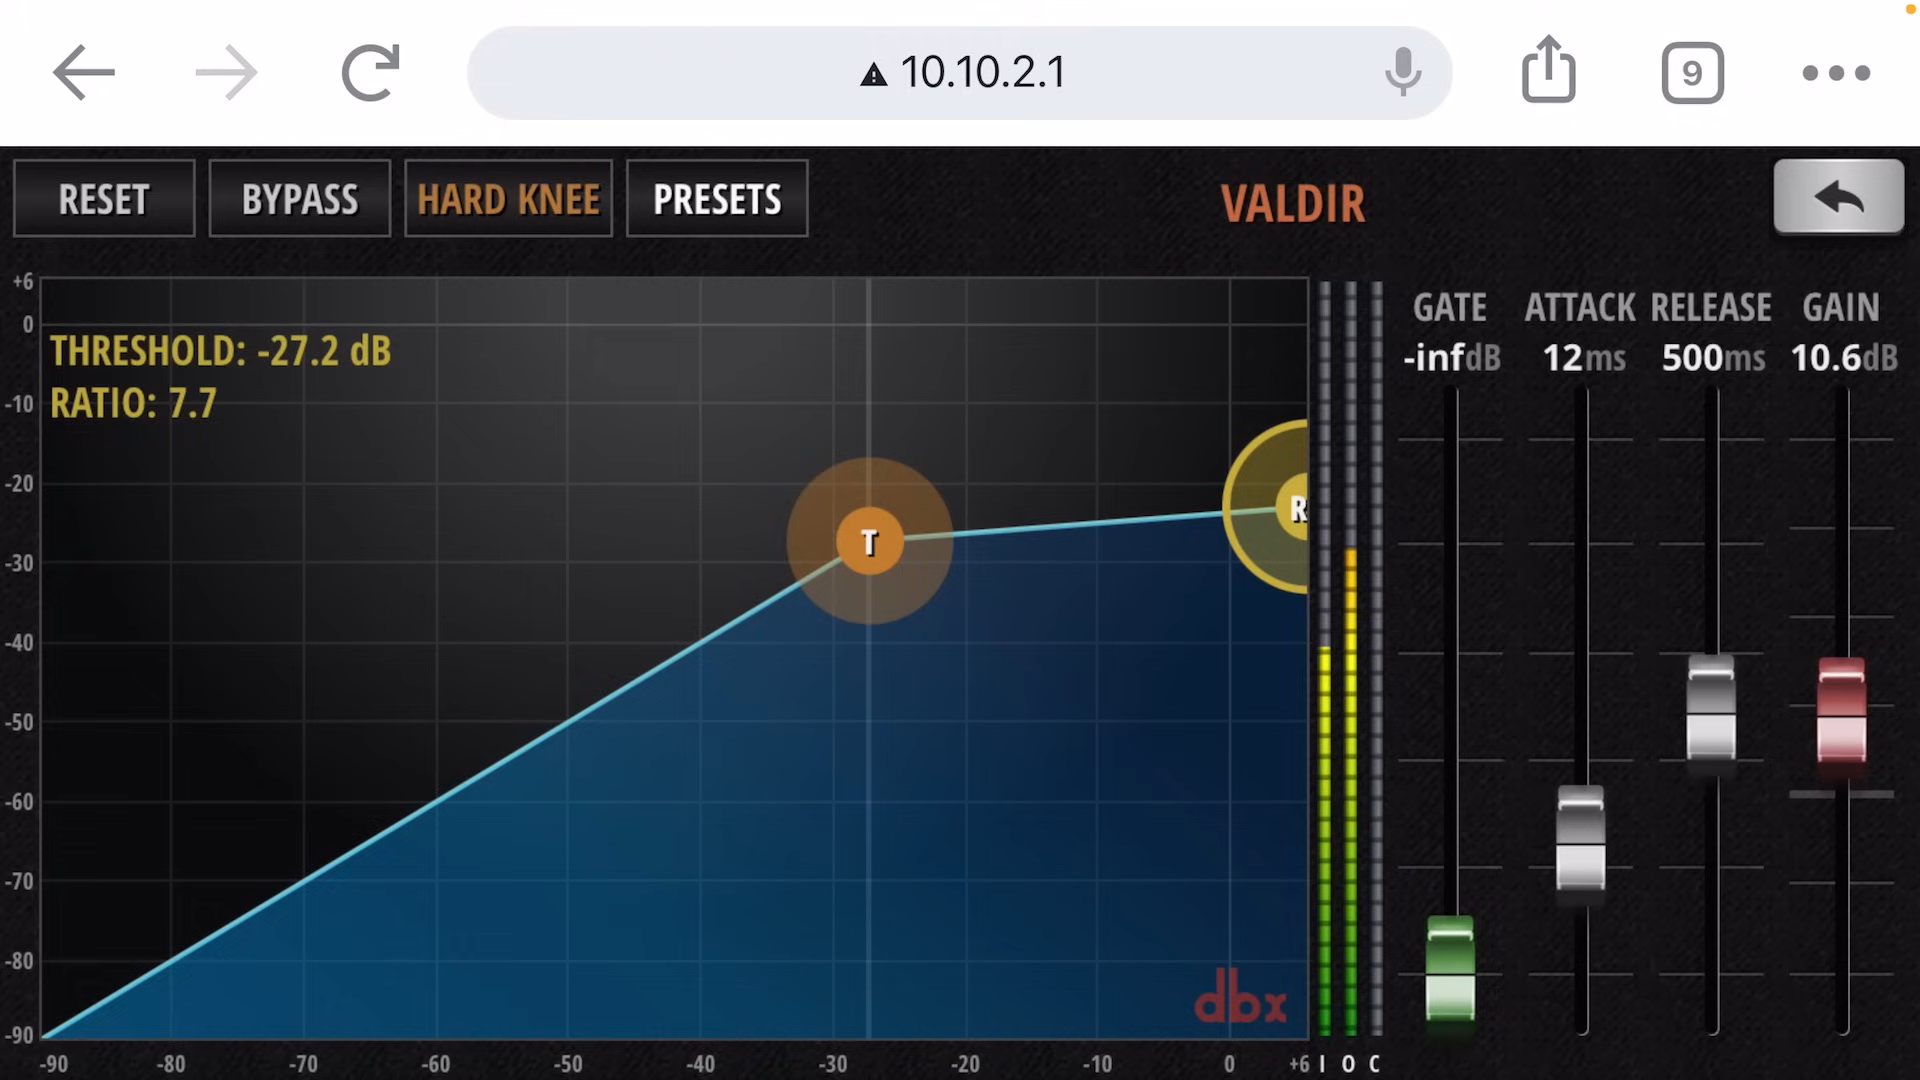 10.10.2.1
9
RESET
BYPASS
HARD KNEE
PRESETS
VALDIR
+6
0
-10
-20
-30
-40
-50
-60
-70
-80
-90
THRESHOLD: -27.2 dB
RATIO: 7.7
T
R
dbx
-90 -80 -70 -60 -50 -40 -30 -20 -10 0 +6
I O C
GATE ATTACK RELEASE GAIN
-infdB 12ms 500ms 10.6dB